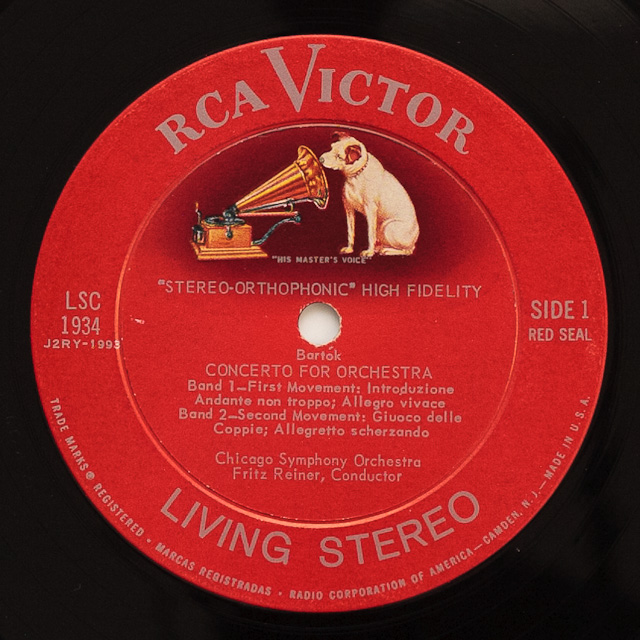 RCA VICTOR
"HIS MASTER'S VOICE"
"STEREO-ORTHOPHONIC" HIGH FIDELITY
LSC
1934
J2RY-1993
SIDE 1
RED SEAL
Bartók
CONCERTO FOR ORCHESTRA
Band 1—First Movement: Introduzione
Andante non troppo; Allegro vivace
Band 2—Second Movement: Giuoco delle
Coppie; Allegretto scherzando
Chicago Symphony Orchestra
Fritz Reiner, Conductor
LIVING STEREO
TRADE MARKS ® REGISTERED • MARCAS REGISTRADAS • RADIO CORPORATION OF AMERICA—CAMDEN, N. J.—MADE IN U. S. A.